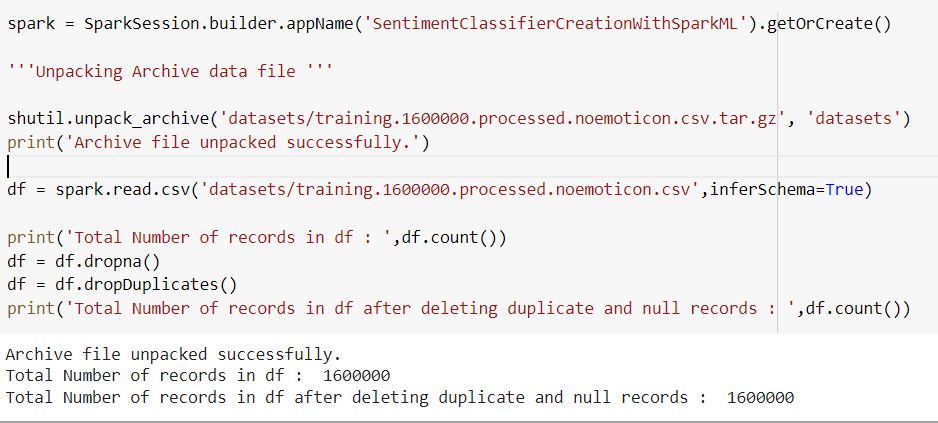 spark = SparkSession.builder.appName('SentimentClassifierCreationWithSparkML').getOrCreate()
'''Unpacking Archive data file '''
shutil.unpack_archive('datasets/training.1600000.processed.noemoticon.csv.tar.gz', 'datasets')
print('Archive file unpacked successfully.')
df = spark.read.csv('datasets/training.1600000.processed.noemoticon.csv',inferSchema=True)
print('Total Number of records in df : ',df.count())
df = df.dropna()
df = df.dropDuplicates()
print('Total Number of records in df after deleting duplicate and null records : ',df.count())
Archive file unpacked successfully.
Total Number of records in df :  1600000
Total Number of records in df after deleting duplicate and null records :  1600000